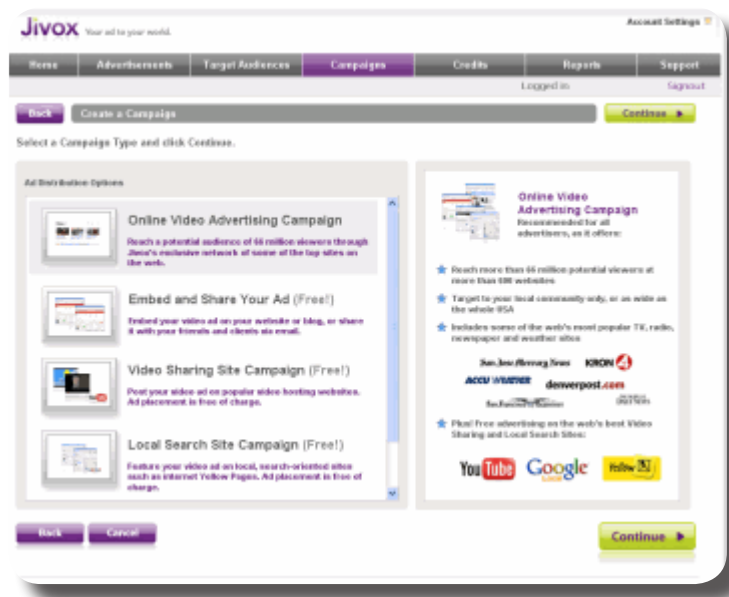 Jivox Your ad to your world.
Account Settings
Home Advertisements Target Audiences Campaigns Credits Reports Support
Logged in Signout
Back Create a Campaign Continue
Select a Campaign Type and click Continue.
Ad Distribution Options
Online Video Advertising Campaign
Reach a potential audience of 66 million viewers through
Jivox's exclusive network of some of the top sites on
the web.
Embed and Share Your Ad (Free!)
Embed your video ad on your website or blog, or share
it with your friends and clients via email.
Video Sharing Site Campaign (Free!)
Post your video ad on popular video hosting websites.
Ad placement is free of charge.
Local Search Site Campaign (Free!)
Feature your video ad on local, search-oriented sites
such as internet Yellow Pages. Ad placement is free of
charge.
Online Video
Advertising Campaign
Recommended for all
advertisers, as it offers:
Reach more than 66 million potential viewers at
more than 600 websites
Target to your local community only, or as wide as
the whole USA
Includes some of the web's most popular TV, radio,
newspaper and weather sites
San Jose Mercury News KRON 4
ACCU WEATHER denverpost.com
Plus! Free advertising on the web's best Video
Sharing and Local Search Sites:
YouTube Google Yellow
Back Cancel Continue